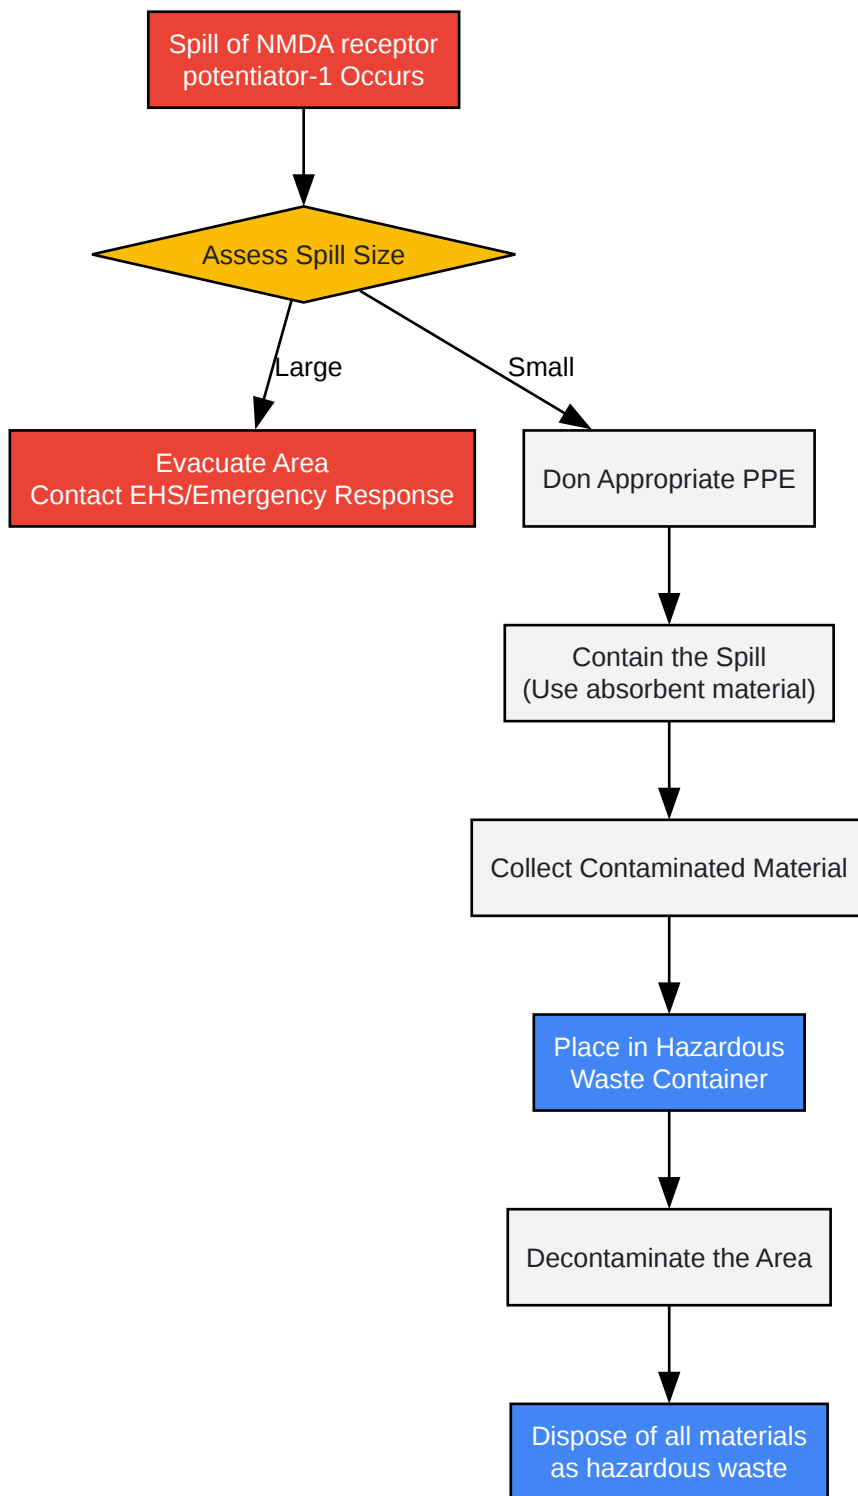 Spill of NMDA receptor
potentiator-1 Occurs
Assess Spill Size
Large
Small
Evacuate Area
Contact EHS/Emergency Response
Don Appropriate PPE
Contain the Spill
(Use absorbent material)
Collect Contaminated Material
Place in Hazardous
Waste Container
Decontaminate the Area
Dispose of all materials
as hazardous waste